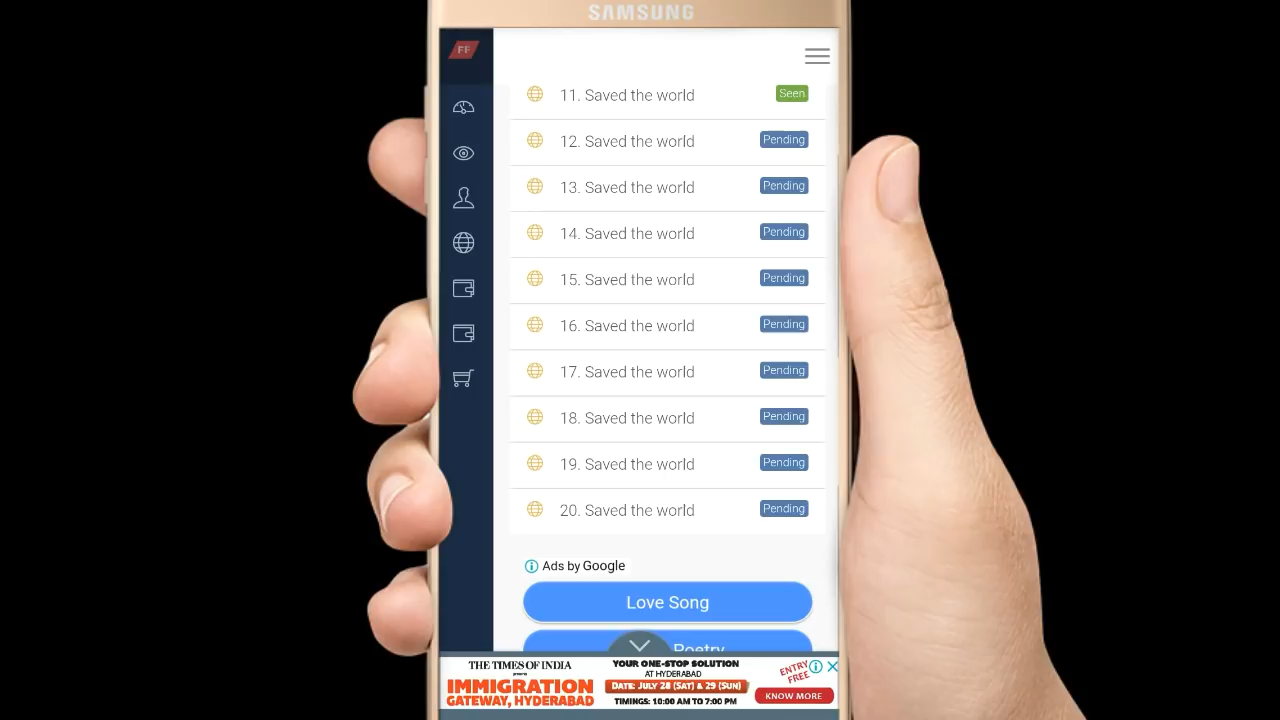 SAMSUNG
FF
11. Saved the world Seen
12. Saved the world Pending
13. Saved the world Pending
14. Saved the world Pending
15. Saved the world Pending
16. Saved the world Pending
17. Saved the world Pending
18. Saved the world Pending
19. Saved the world Pending
20. Saved the world Pending
Ads by Google
Love Song
Poetry
THE TIMES OF INDIA
presents
IMMIGRATION
GATEWAY, HYDERABAD
YOUR ONE-STOP SOLUTION
AT HYDERABAD
DATE: JULY 28 (SAT) & 29 (SUN)
TIMINGS: 10:00 AM TO 7:00 PM
ENTRY
FREE
KNOW MORE